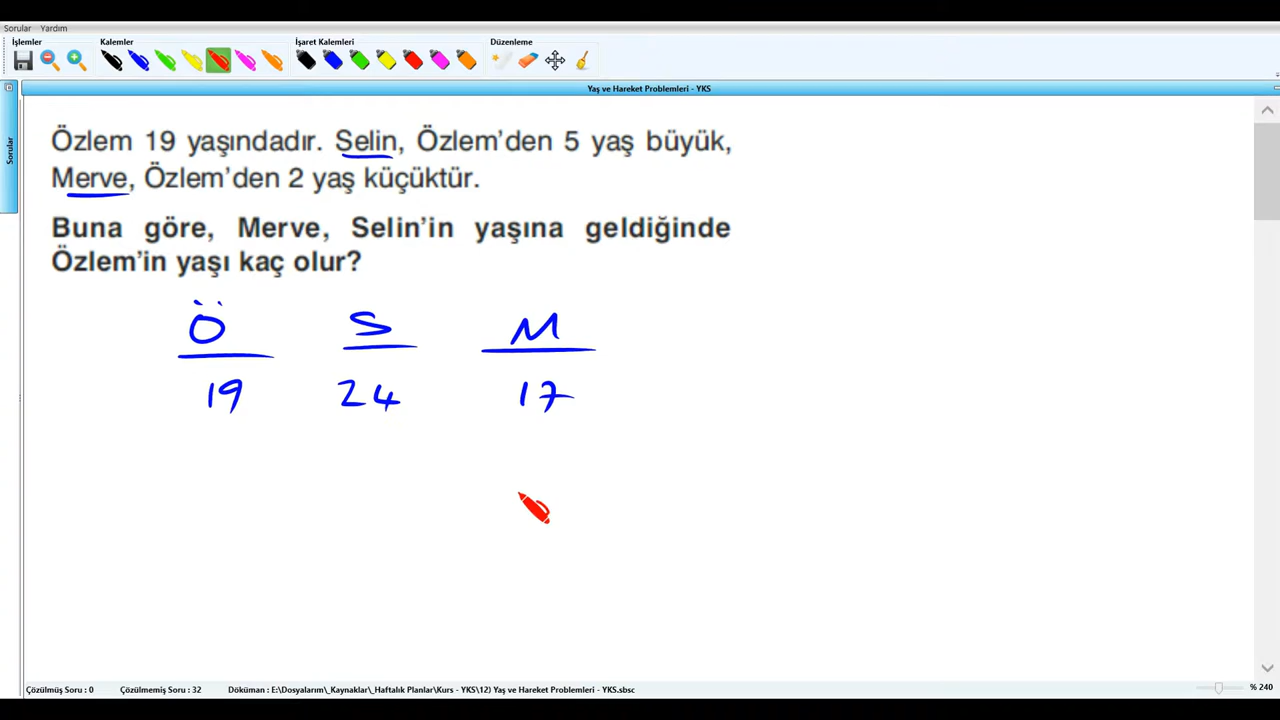 Sorular Yardım
İşlemler Kalemler İşaret Kalemleri Düzenleme
Yaş ve Hareket Problemleri - YKS
Sorular
Özlem 19 yaşındadır. Selin, Özlem'den 5 yaş büyük,
Merve, Özlem'den 2 yaş küçüktür.
Buna göre, Merve, Selin'in yaşına geldiğinde
Özlem'in yaşı kaç olur?
Ö S M
19 24 17
Çözülmüş Soru : 0 Çözülmemiş Soru : 32 Döküman : E:\Dosyalarım\_Kaynaklar\_Haftalık Planlar\Kurs - YKS\12) Yaş ve Hareket Problemleri - YKS.sbsc % 240